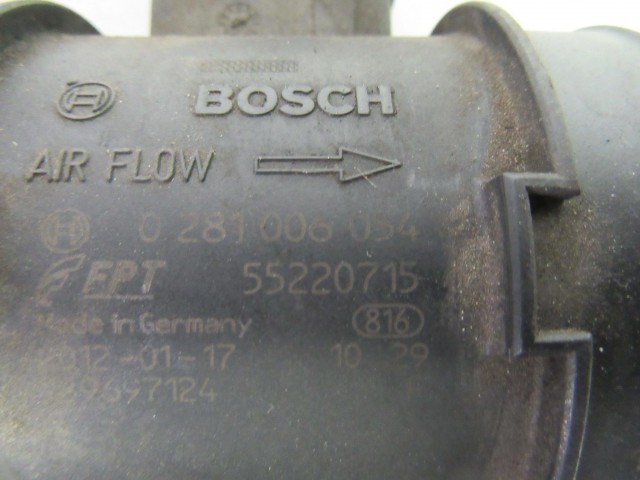 BOSCH
AIR FLOW
0 281 006 054
FPT 55220715
Made in Germany 816
2012-01-17 10 29